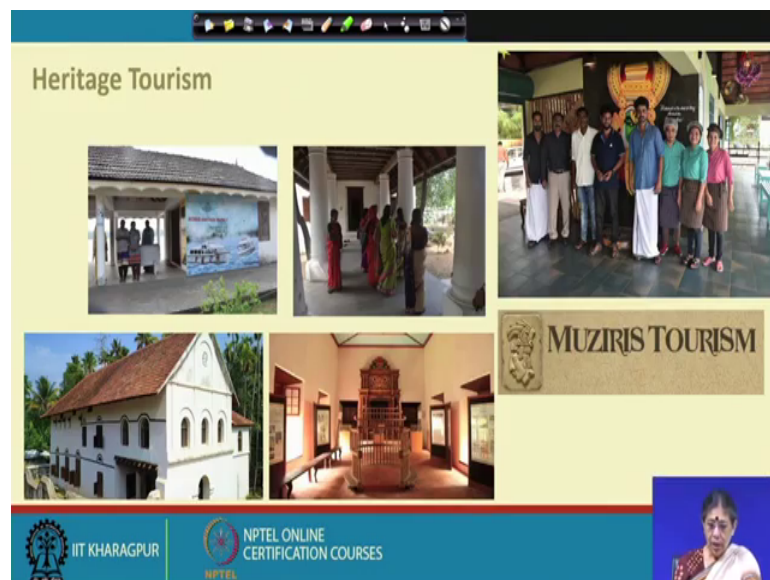 Heritage Tourism
MUZIRIS TOURISM
IIT KHARAGPUR
NPTEL
NPTEL ONLINE
CERTIFICATION COURSES